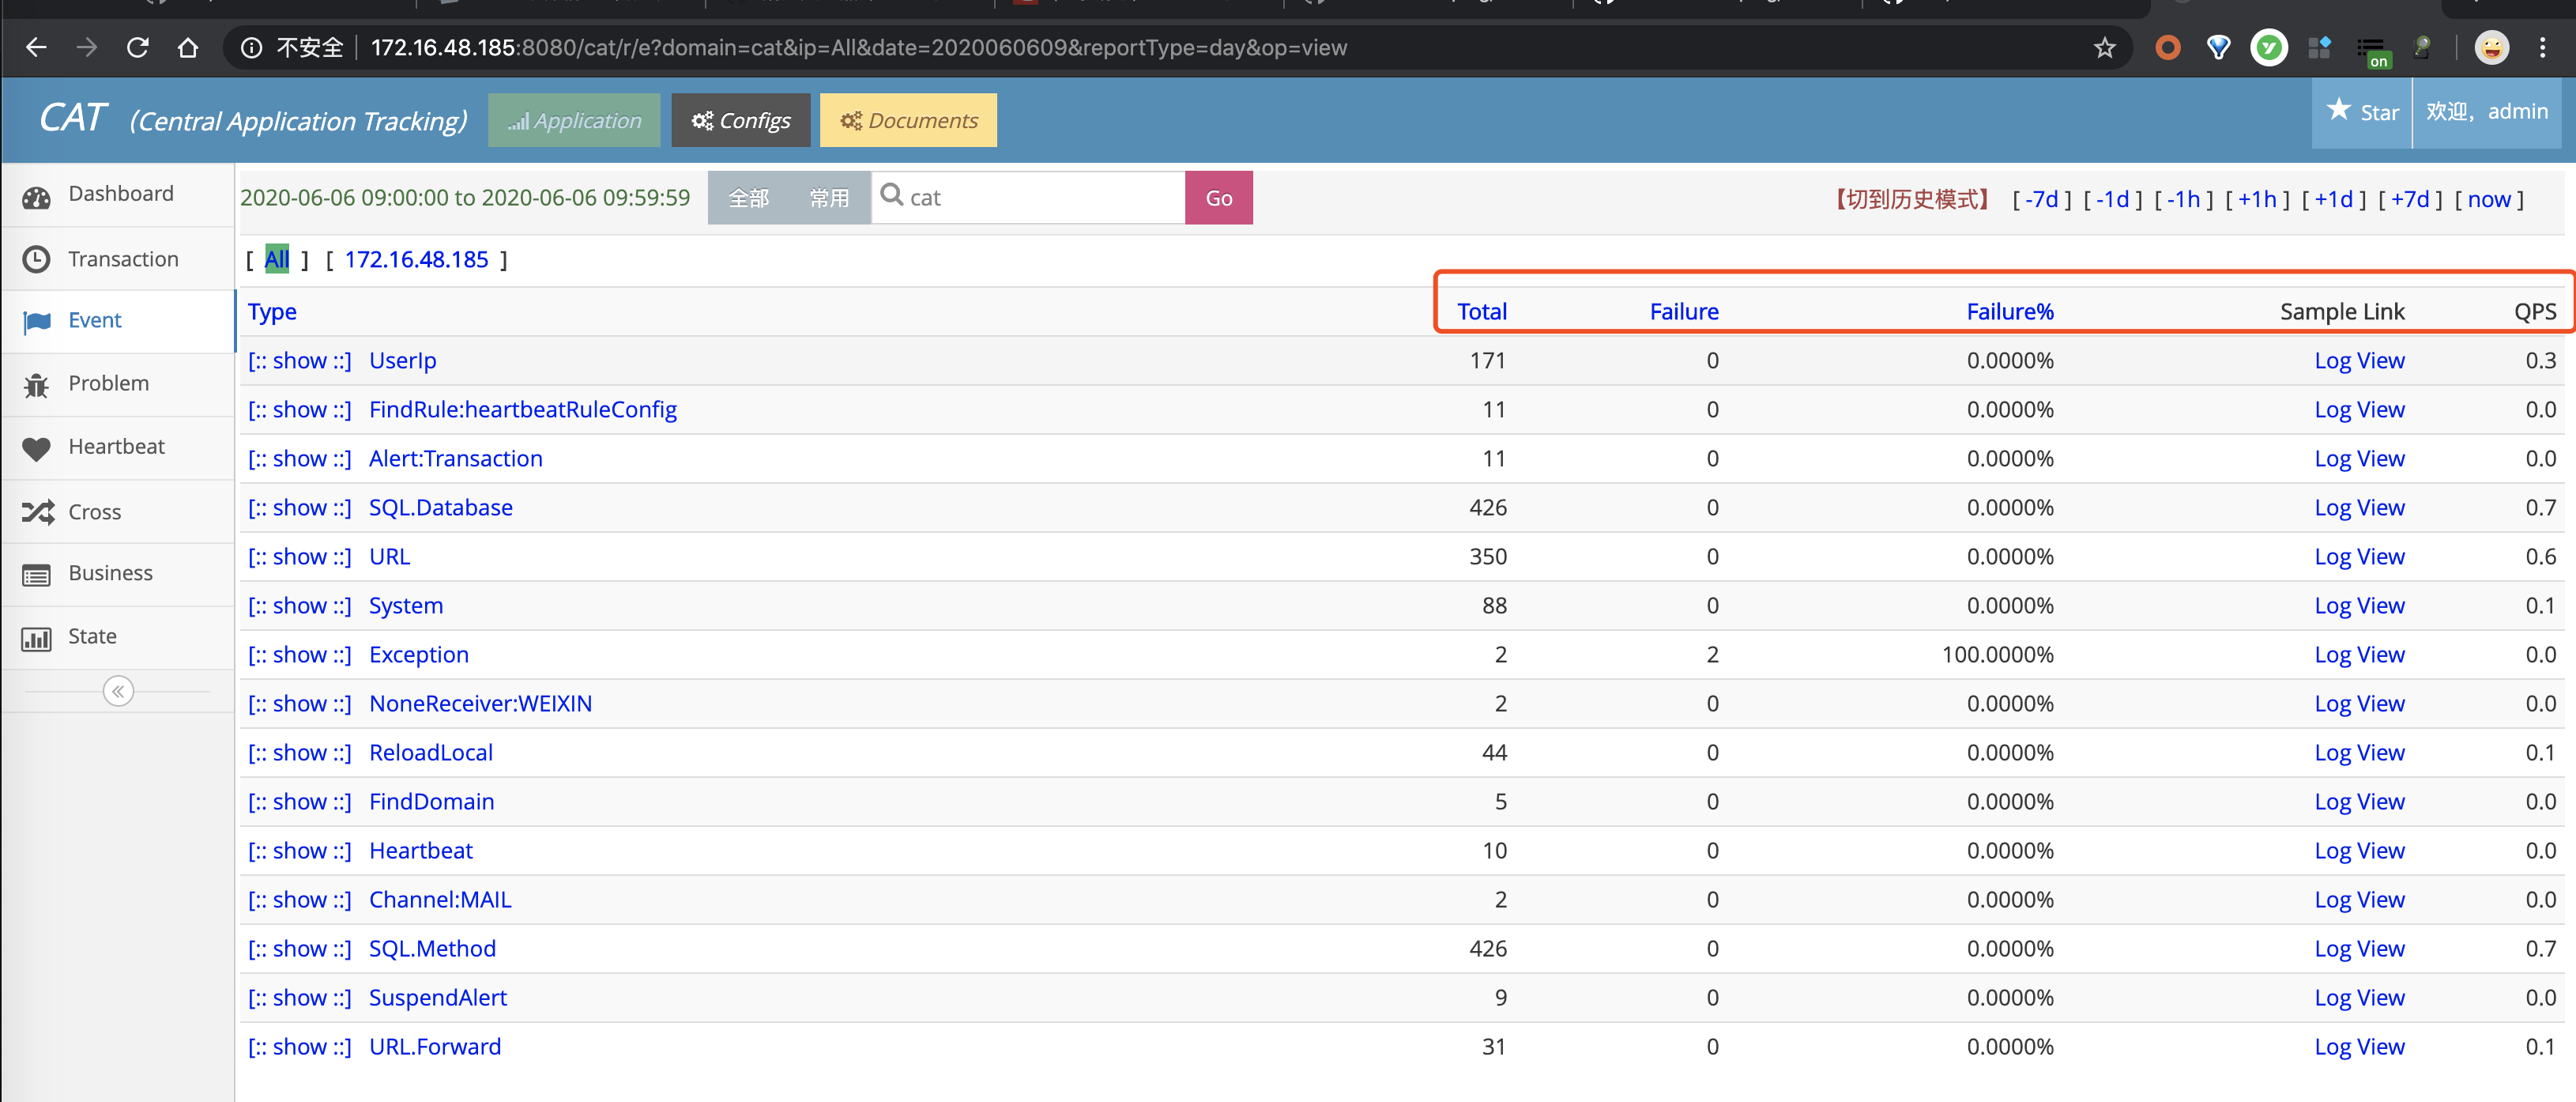 不安全 172.16.48.185:8080/cat/r/e?domain=cat&ip=All&date=2020060609&reportType=day&op=view
on
CAT (Central Application Tracking) Application Configs Documents Star 欢迎，admin
Dashboard
Transaction
Event
Problem
Heartbeat
Cross
Business
State
2020-06-06 09:00:00 to 2020-06-06 09:59:59 全部 常用 cat Go 【切到历史模式】 [ -7d ] [ -1d ] [ -1h ] [ +1h ] [ +1d ] [ +7d ] [ now ]
[ All ] [ 172.16.48.185 ]
Type Total Failure Failure% Sample Link QPS
[:: show ::] UserIp 171 0 0.0000% Log View 0.3
[:: show ::] FindRule:heartbeatRuleConfig 11 0 0.0000% Log View 0.0
[:: show ::] Alert:Transaction 11 0 0.0000% Log View 0.0
[:: show ::] SQL.Database 426 0 0.0000% Log View 0.7
[:: show ::] URL 350 0 0.0000% Log View 0.6
[:: show ::] System 88 0 0.0000% Log View 0.1
[:: show ::] Exception 2 2 100.0000% Log View 0.0
[:: show ::] NoneReceiver:WEIXIN 2 0 0.0000% Log View 0.0
[:: show ::] ReloadLocal 44 0 0.0000% Log View 0.1
[:: show ::] FindDomain 5 0 0.0000% Log View 0.0
[:: show ::] Heartbeat 10 0 0.0000% Log View 0.0
[:: show ::] Channel:MAIL 2 0 0.0000% Log View 0.0
[:: show ::] SQL.Method 426 0 0.0000% Log View 0.7
[:: show ::] SuspendAlert 9 0 0.0000% Log View 0.0
[:: show ::] URL.Forward 31 0 0.0000% Log View 0.1